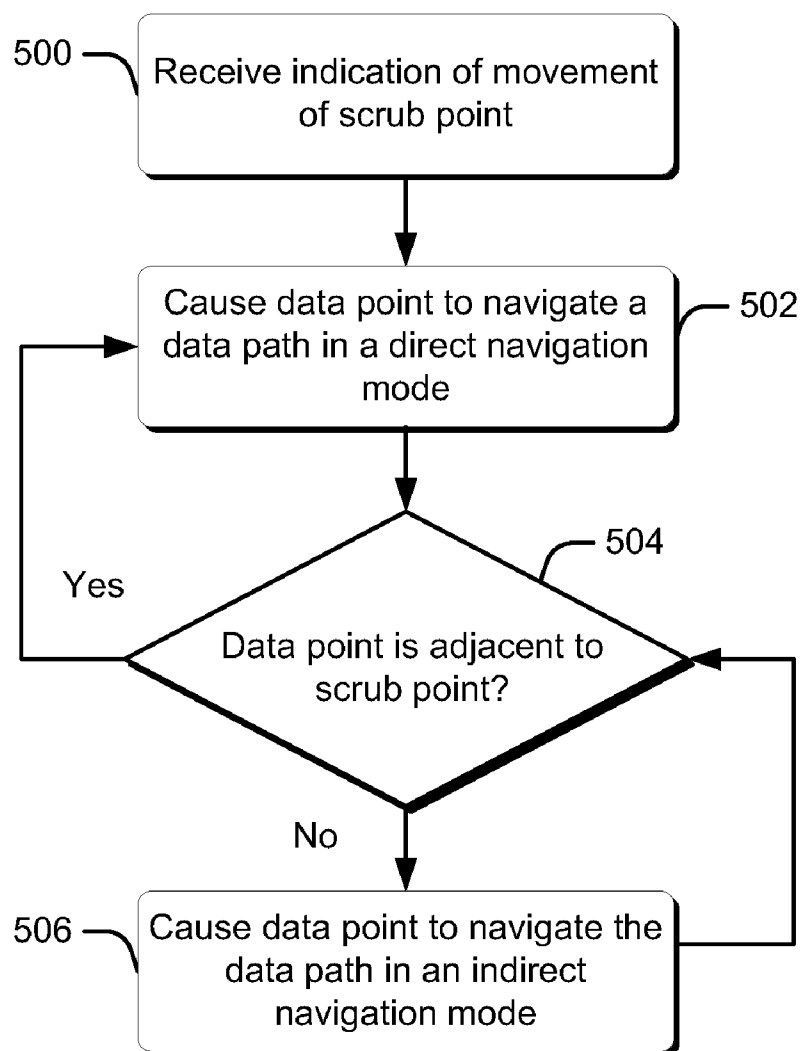 500
Receive indication of movement
of scrub point
Cause data point to navigate a
data path in a direct navigation
mode
502
504
Yes
Data point is adjacent to
scrub point?
No
506
Cause data point to navigate the
data path in an indirect
navigation mode